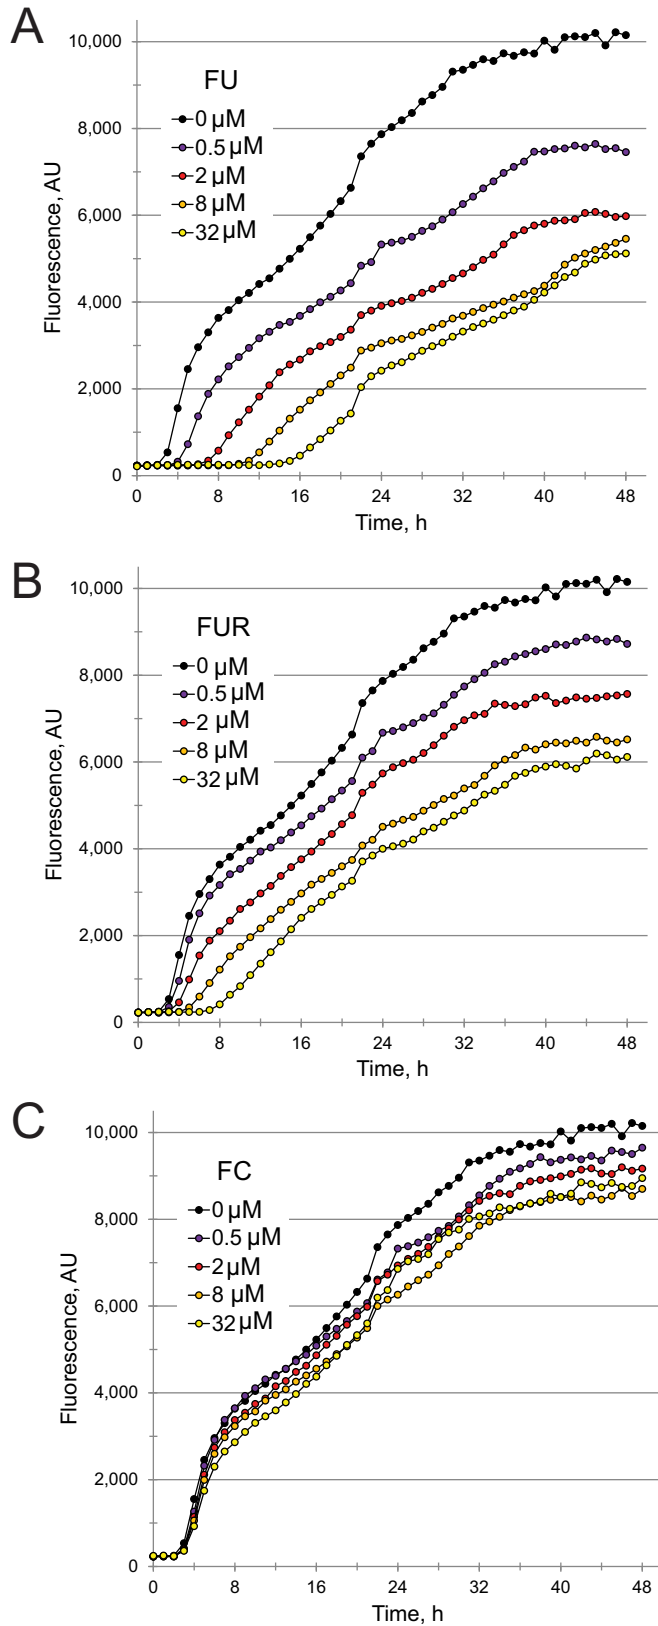 A
10,000
8,000
6,000
4,000
2,000
0
Fluorescence, AU
FU
0 µM
0.5 µM
2 µM
8 µM
32 µM
0 8 16 24 32 40 48
Time, h
B
10,000
8,000
6,000
4,000
2,000
0
Fluorescence, AU
FUR
0 µM
0.5 µM
2 µM
8 µM
32 µM
0 8 16 24 32 40 48
Time, h
C
10,000
8,000
6,000
4,000
2,000
0
Fluorescence, AU
FC
0 µM
0.5 µM
2 µM
8 µM
32 µM
0 8 16 24 32 40 48
Time, h